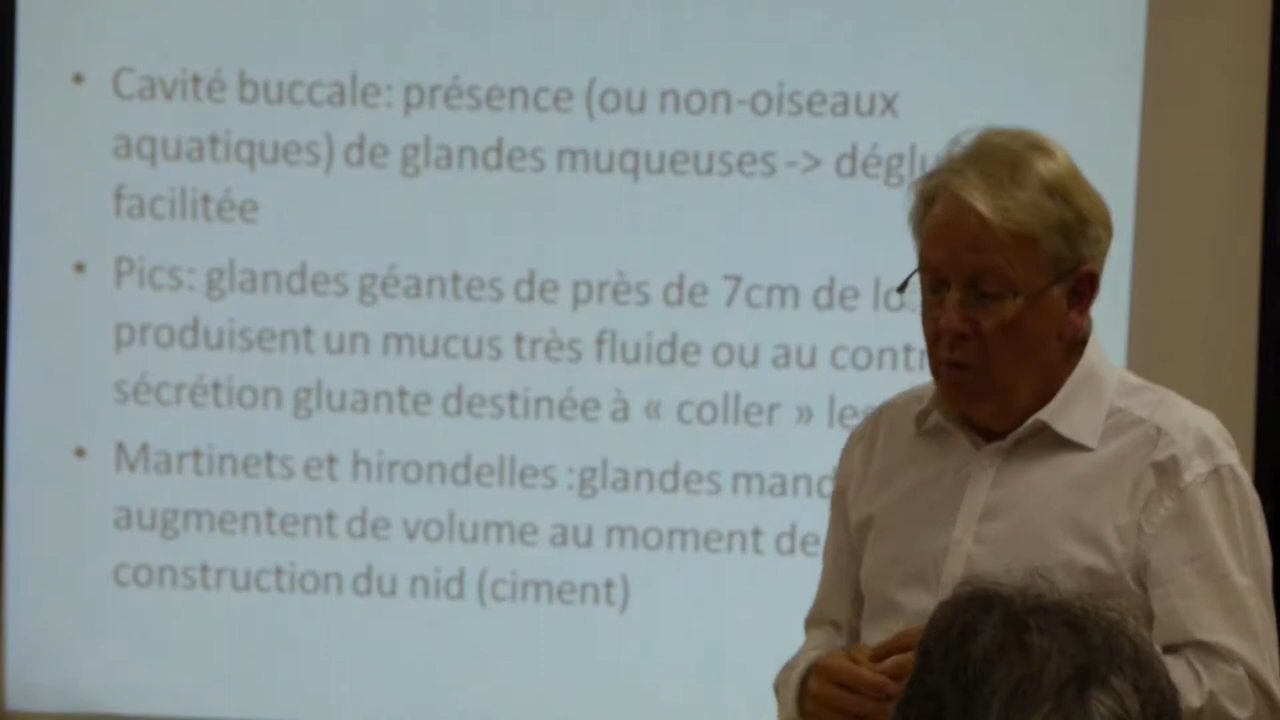 • Cavité buccale: présence (ou non-oiseaux
aquatiques) de glandes muqueuses -> déglu
facilitée
• Pics: glandes géantes de près de 7cm de
produisent un mucus très fluide ou au contr
sécrétion gluante destinée à « coller »
• Martinets et hirondelles :glandes mand
augmentent de volume au moment de
construction du nid (ciment)